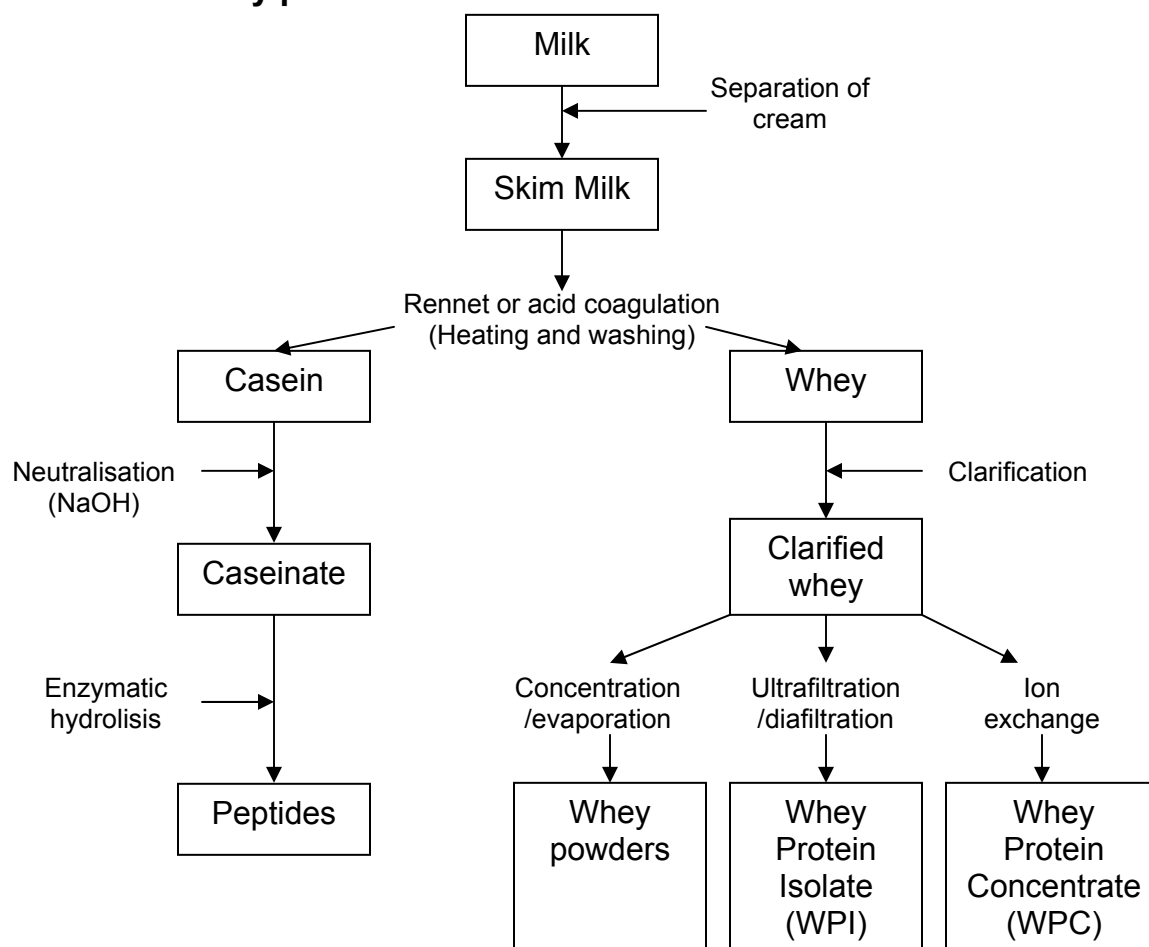 Milk
Separation of
cream
Skim Milk
Rennet or acid coagulation
(Heating and washing)
Casein
Whey
Neutralisation
(NaOH)
Clarification
Clarified
whey
Caseinate
Enzymatic
hydrolisis
Concentration
/evaporation
Ultrafiltration
/diafiltration
Ion
exchange
Peptides
Whey
powders
Whey
Protein
Isolate
(WPI)
Whey
Protein
Concentrate
(WPC)